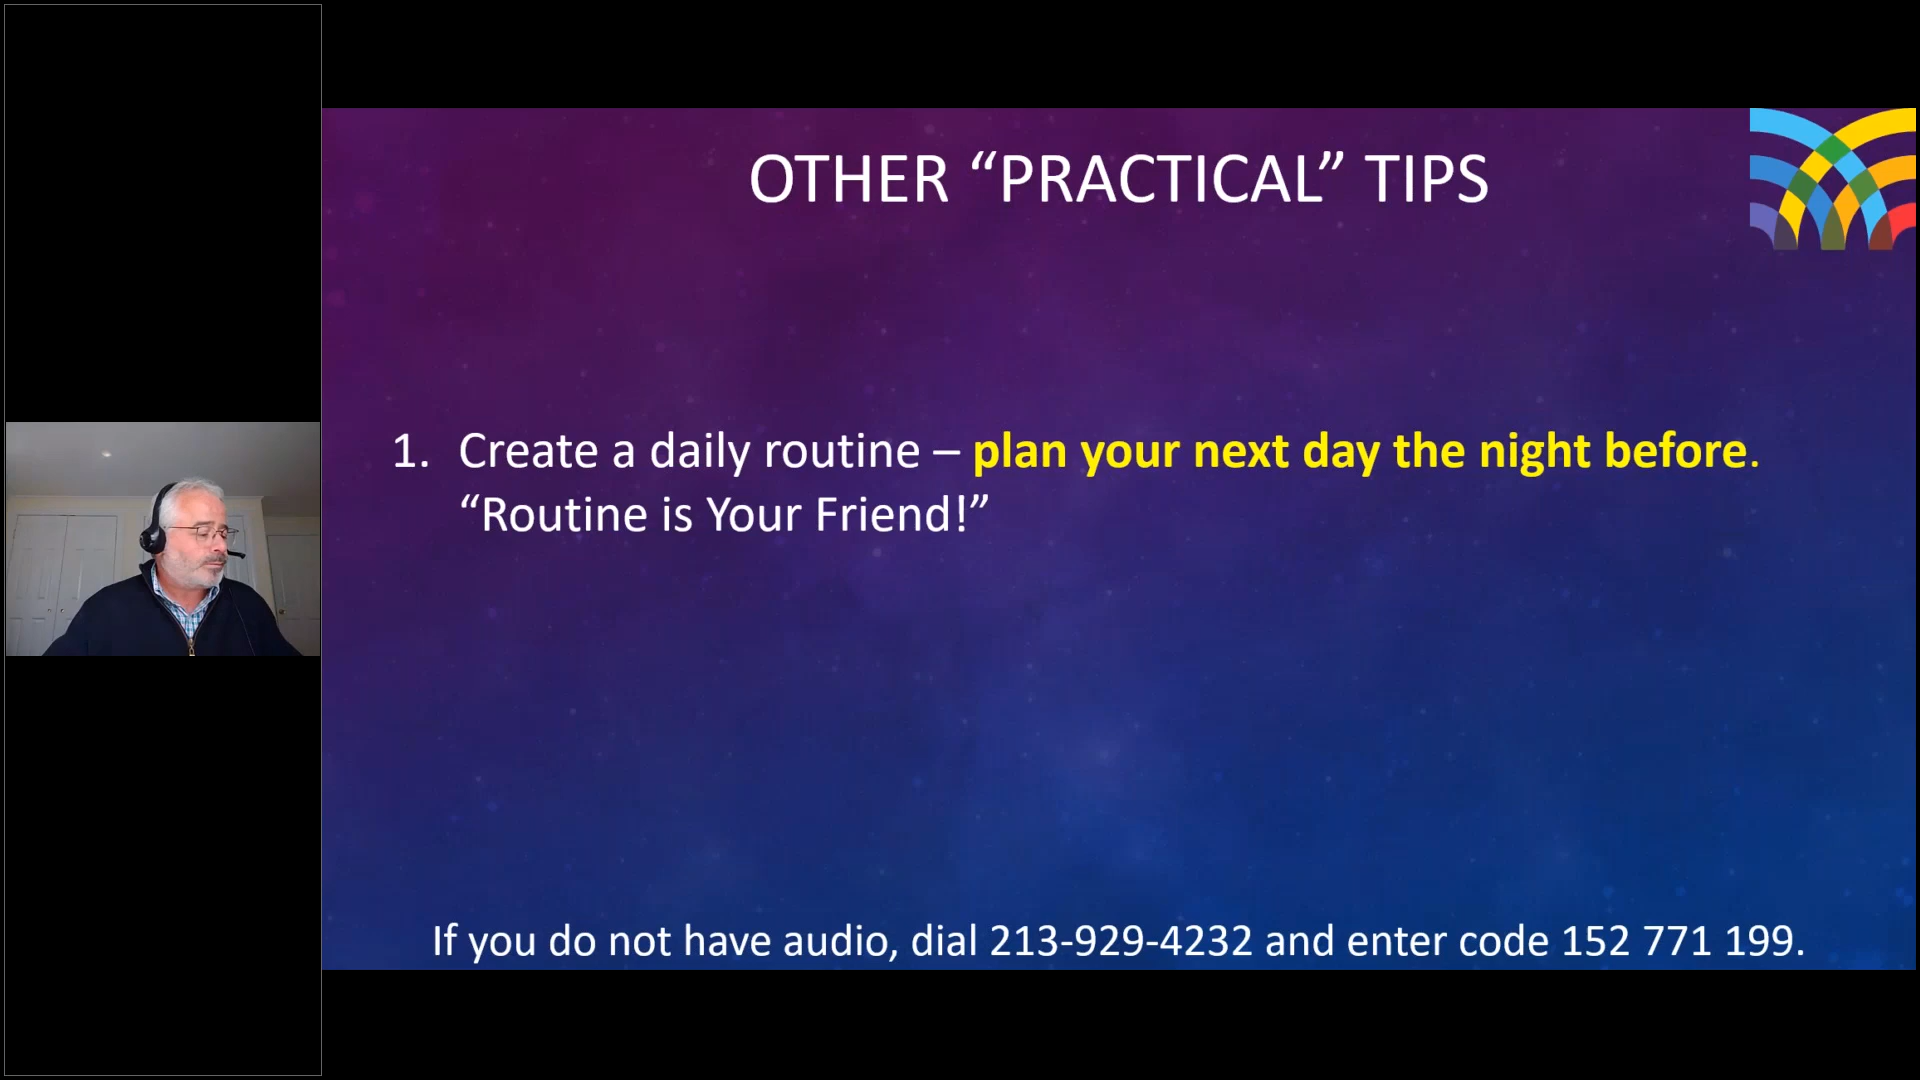 OTHER “PRACTICAL” TIPS
1. Create a daily routine – plan your next day the night before.
“Routine is Your Friend!”
If you do not have audio, dial 213-929-4232 and enter code 152 771 199.